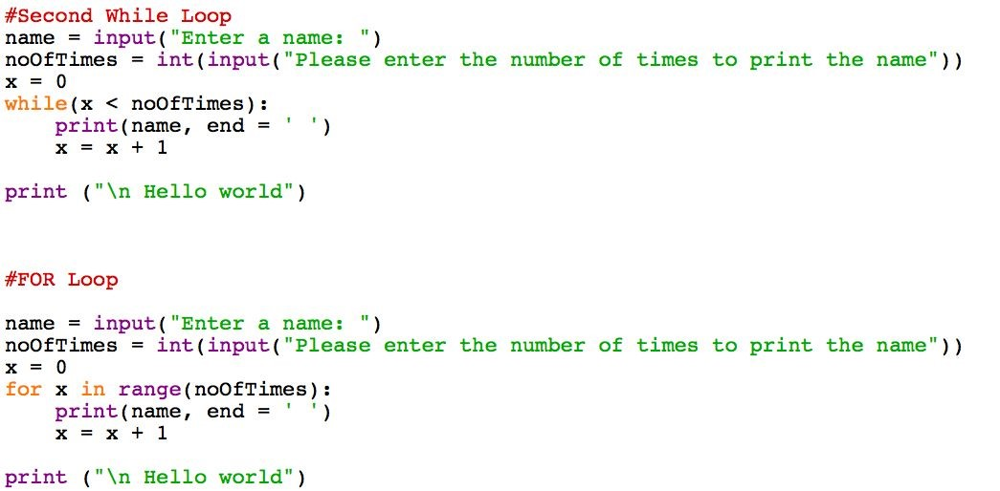 #Second While Loop
name = input("Enter a name: ")
noOfTimes = int(input("Please enter the number of times to print the name"))
x = 0
while(x < noOfTimes):
    print(name, end = ' ')
    x = x + 1
print ("\n Hello world")
#FOR Loop
name = input("Enter a name: ")
noOfTimes = int(input("Please enter the number of times to print the name"))
x = 0
for x in range(noOfTimes):
    print(name, end = ' ')
    x = x + 1
print ("\n Hello world")